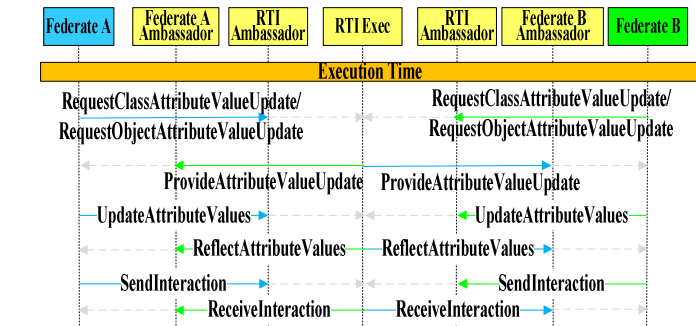 Federate A
Federate A
Ambassador
RTI
Ambassador
RTI Exec
RTI
Ambassador
Federate B
Ambassador
Federate B
Execution Time
RequestClassAttributeValueUpdate/
RequestObjectAttributeValueUpdate
RequestClassAttributeValueUpdate/
RequestObjectAttributeValueUpdate
ProvideAttributeValueUpdate
ProvideAttributeValueUpdate
UpdateAttributeValues
UpdateAttributeValues
ReflectAttributeValues
ReflectAttributeValues
SendInteraction
SendInteraction
ReceiveInteraction
ReceiveInteraction